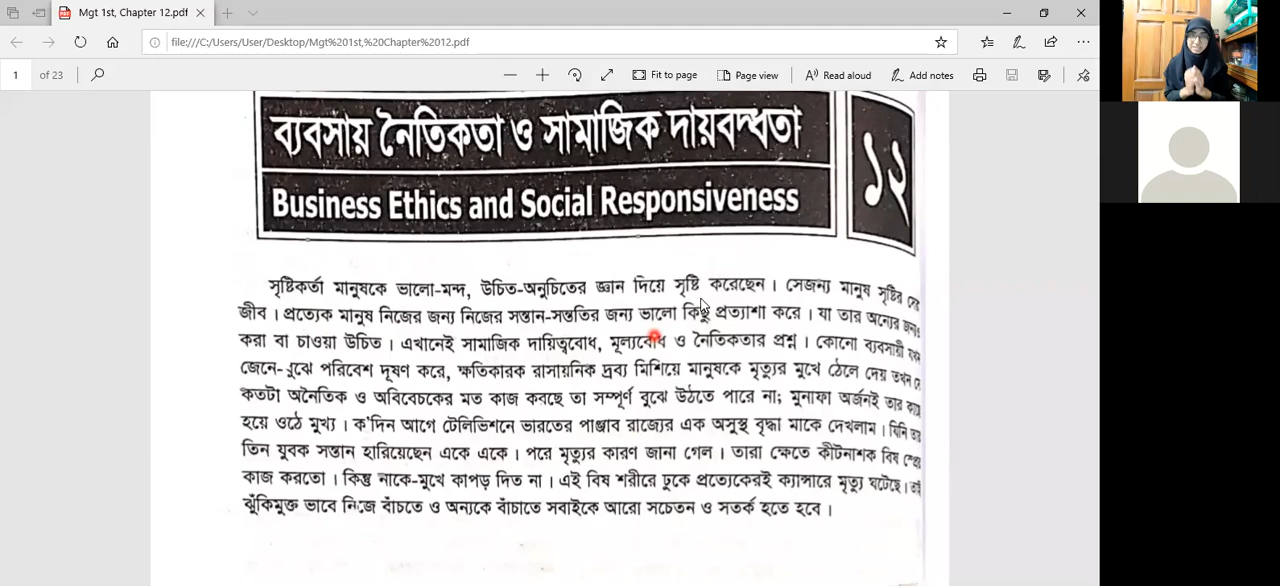 Mgt 1st, Chapter 12.pdf
file:///C:/Users/User/Desktop/Mgt%201st,%20Chapter%2012.pdf
1 of 23 Fit to page Page view Read aloud Add notes
ব্যবসায় নৈতিকতা ও সামাজিক দায়বদ্ধতা
১২
Business Ethics and Social Responsiveness
সৃষ্টিকর্তা মানুষকে ভালো-মন্দ, উচিত-অনুচিতের জ্ঞান দিয়ে সৃষ্টি করেছেন। সেজন্য মানুষ সৃষ্টির
জীব। প্রত্যেক মানুষ নিজের জন্য নিজের সন্তান-সন্ততির জন্য ভালো কিছু প্রত্যাশা করে। যা তার অন্যের
করা বা চাওয়া উচিত। এখানেই সামাজিক দায়িত্ববোধ, মূল্যবোধ ও নৈতিকতার প্রশ্ন। কোনো ব্যবসায়ী যখন
জেনে-বুঝে পরিবেশ দূষণ করে, ক্ষতিকারক রাসায়নিক দ্রব্য মিশিয়ে মানুষকে মৃত্যুর মুখে ঠেলে দেয় তখন
কতটা অনৈতিক ও অবিবেচকের মত কাজ করছে তা সম্পূর্ণ বুঝে উঠতে পারে না; মুনাফা অর্জনই তার
হয়ে ওঠে মুখ্য। ক'দিন আগে টেলিভিশনে ভারতের পাঞ্জাব রাজ্যের এক অসুস্থ বৃদ্ধা মাকে দেখলাম। যিনি তার
তিন যুবক সন্তান হারিয়েছেন একে একে। পরে মৃত্যুর কারণ জানা গেল। তারা ক্ষেতে কীটনাশক বিষ
কাজ করতো। কিন্তু নাকে-মুখে কাপড় দিত না। এই বিষ শরীরে ঢুকে প্রত্যেকেরই ক্যান্সারে মৃত্যু ঘটেছে। তাই
ঝুঁকিমুক্ত ভাবে নিজে বাঁচতে ও অন্যকে বাঁচাতে সবাইকে আরো সচেতন ও সতর্ক হতে হবে।